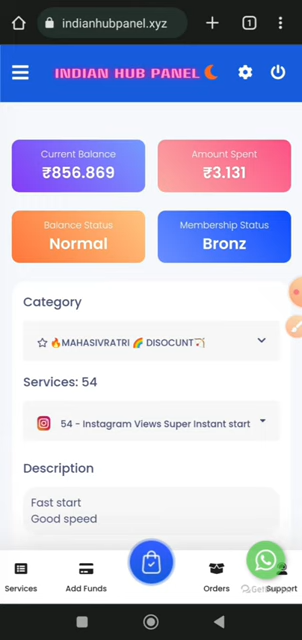 indianhubpanel.xyz
1
INDIAN HUB PANEL
Current Balance
₹856.869
Amount Spent
₹3.131
Balance Status
Normal
Membership Status
Bronz
Category
🔥MAHASIVRATRI 🌈 DISOCUNT🏹
Services: 54
54 - Instagram Views Super Instant start
Description
Fast start
Good speed
Services
Add Funds
Orders
Support